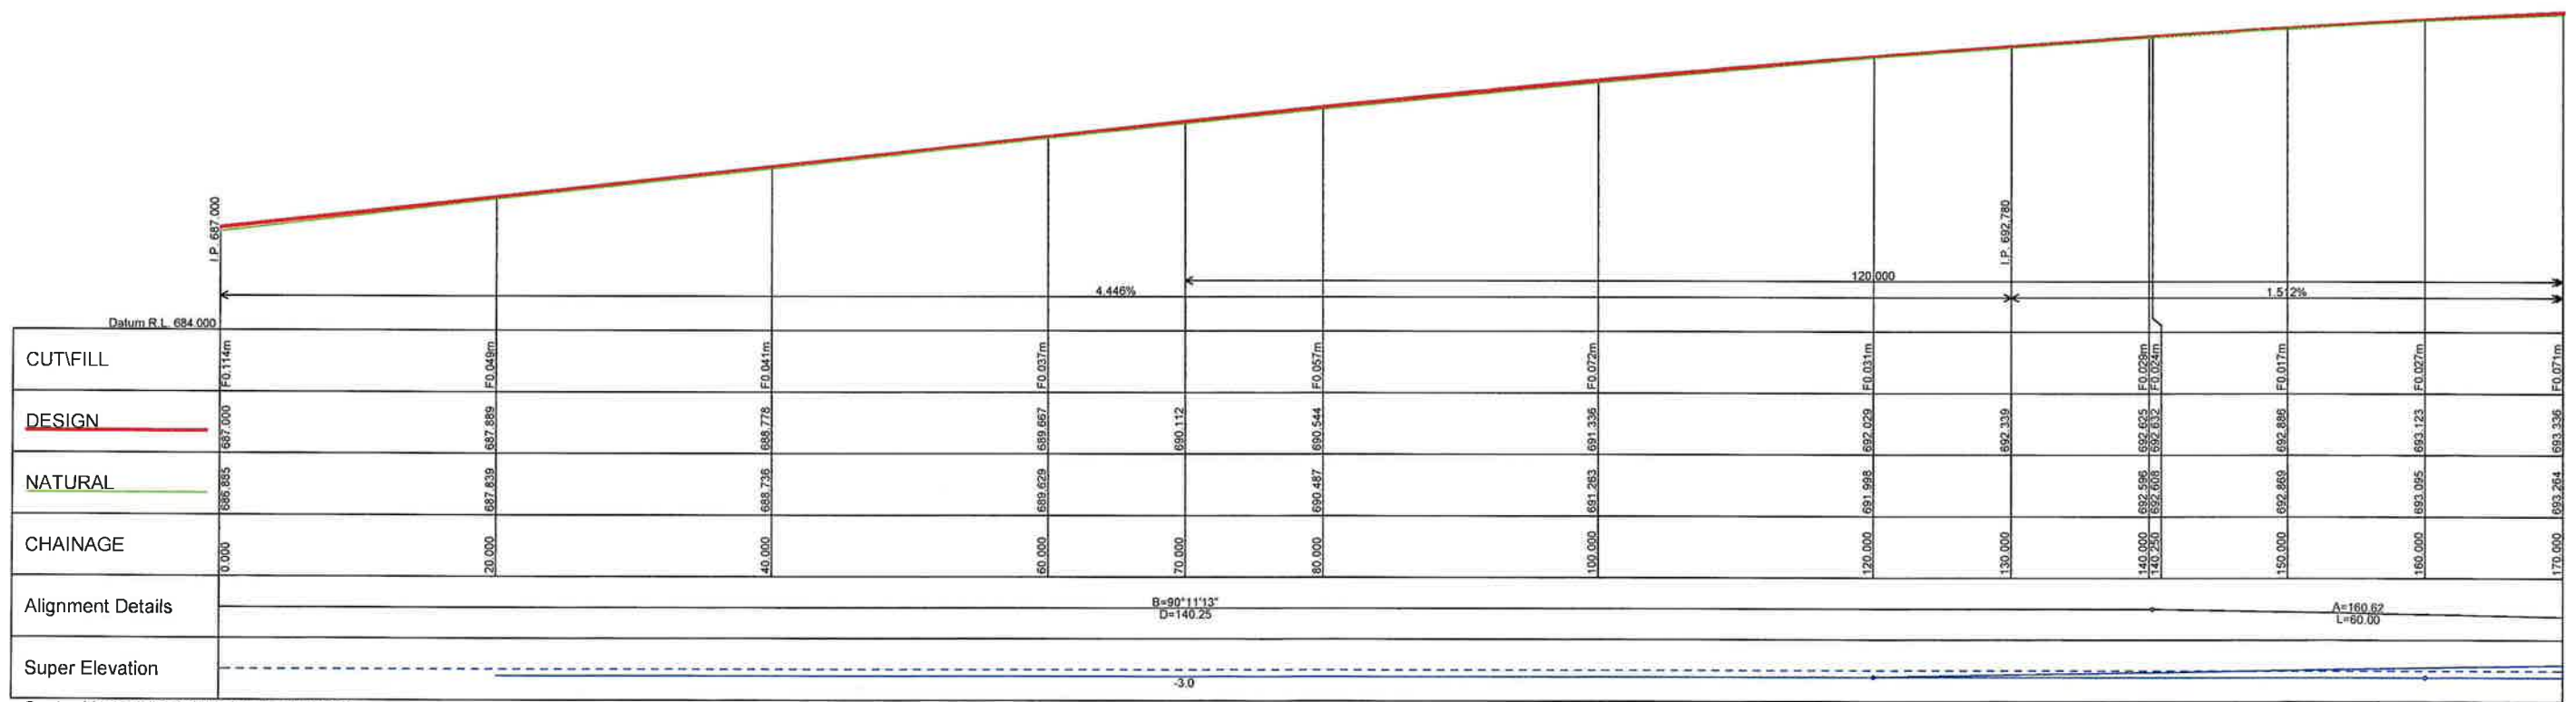 I.P. 687.000
I.P. 692.780
120.000
4.446%
1.512%
Datum R.L. 684.000
CUT\FILL F0.114m F0.049m F0.041m F0.037m F0.057m F0.072m F0.031m F0.029m F0.024m F0.017m F0.027m F0.071m
DESIGN 687.000 687.889 688.778 689.667 690.112 690.544 691.336 692.029 692.339 692.625 692.632 692.886 693.123 693.336
NATURAL 686.885 687.839 688.736 689.629 690.487 691.263 691.998 692.596 692.608 692.869 693.095 693.264
CHAINAGE 0.000 20.000 40.000 60.000 70.000 80.000 100.000 120.000 130.000 140.000 140.250 150.000 160.000 170.000
Alignment Details
B=90°11'13"
D=140.25
A=160.62
L=60.00
Super Elevation
-3.0